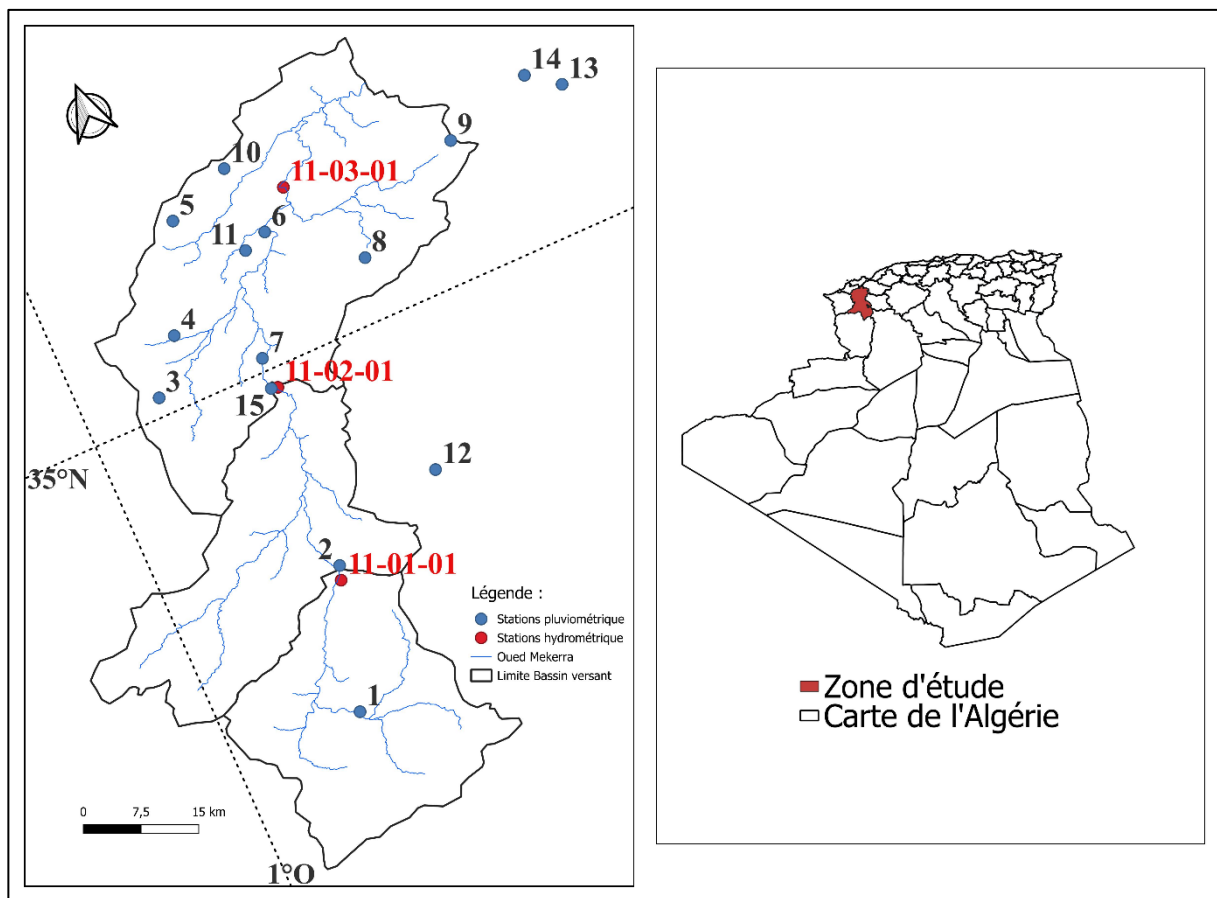 14
13
9
10
11-03-01
5
6
11
8
4
7
3
11-02-01
15
12
35°N
2
11-01-01
Légende :
Stations pluviométrique
Stations hydrométrique
Oued Mekerra
Limite Bassin versant
1
0 7,5 15 km
1°O
Zone d'étude
Carte de l'Algérie